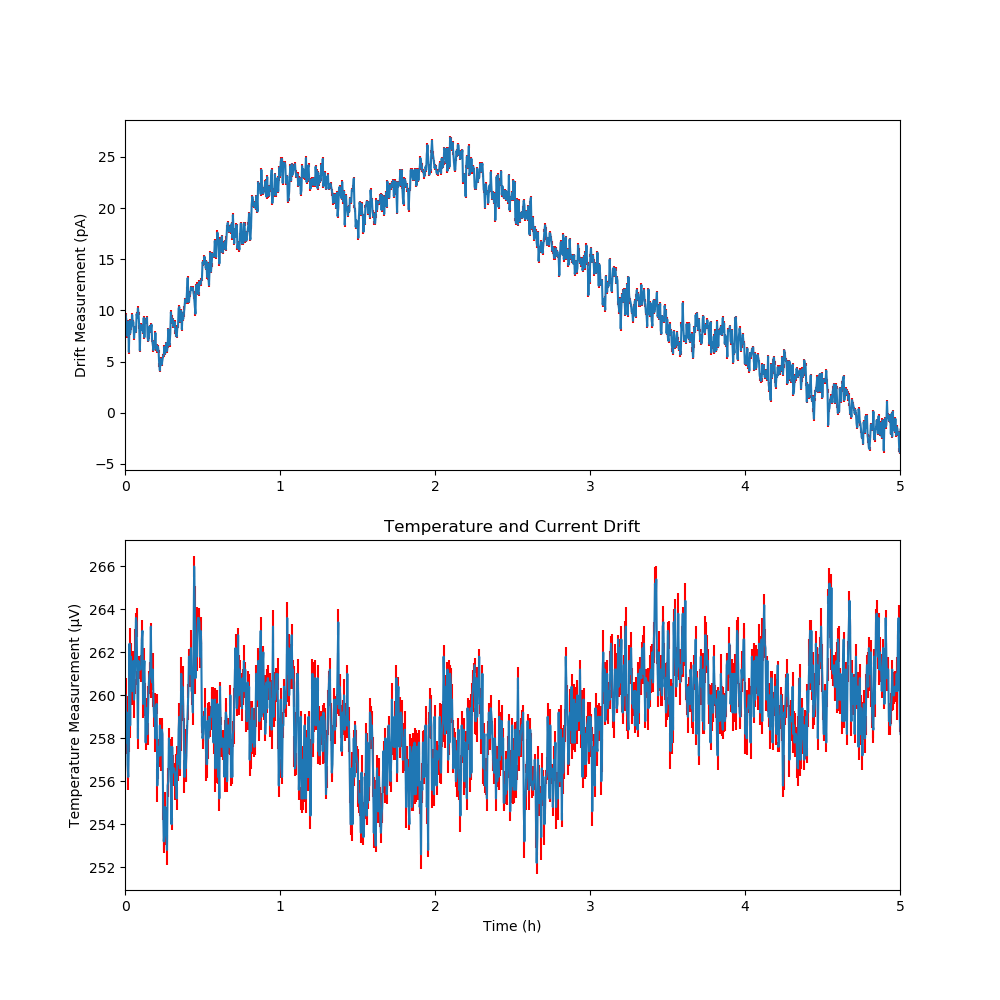 25
20
15
10
5
0
−5
Drift Measurement (pA)
0 1 2 3 4 5
Temperature and Current Drift
266
264
262
260
258
256
254
252
Temperature Measurement (μV)
0 1 2 3 4 5
Time (h)